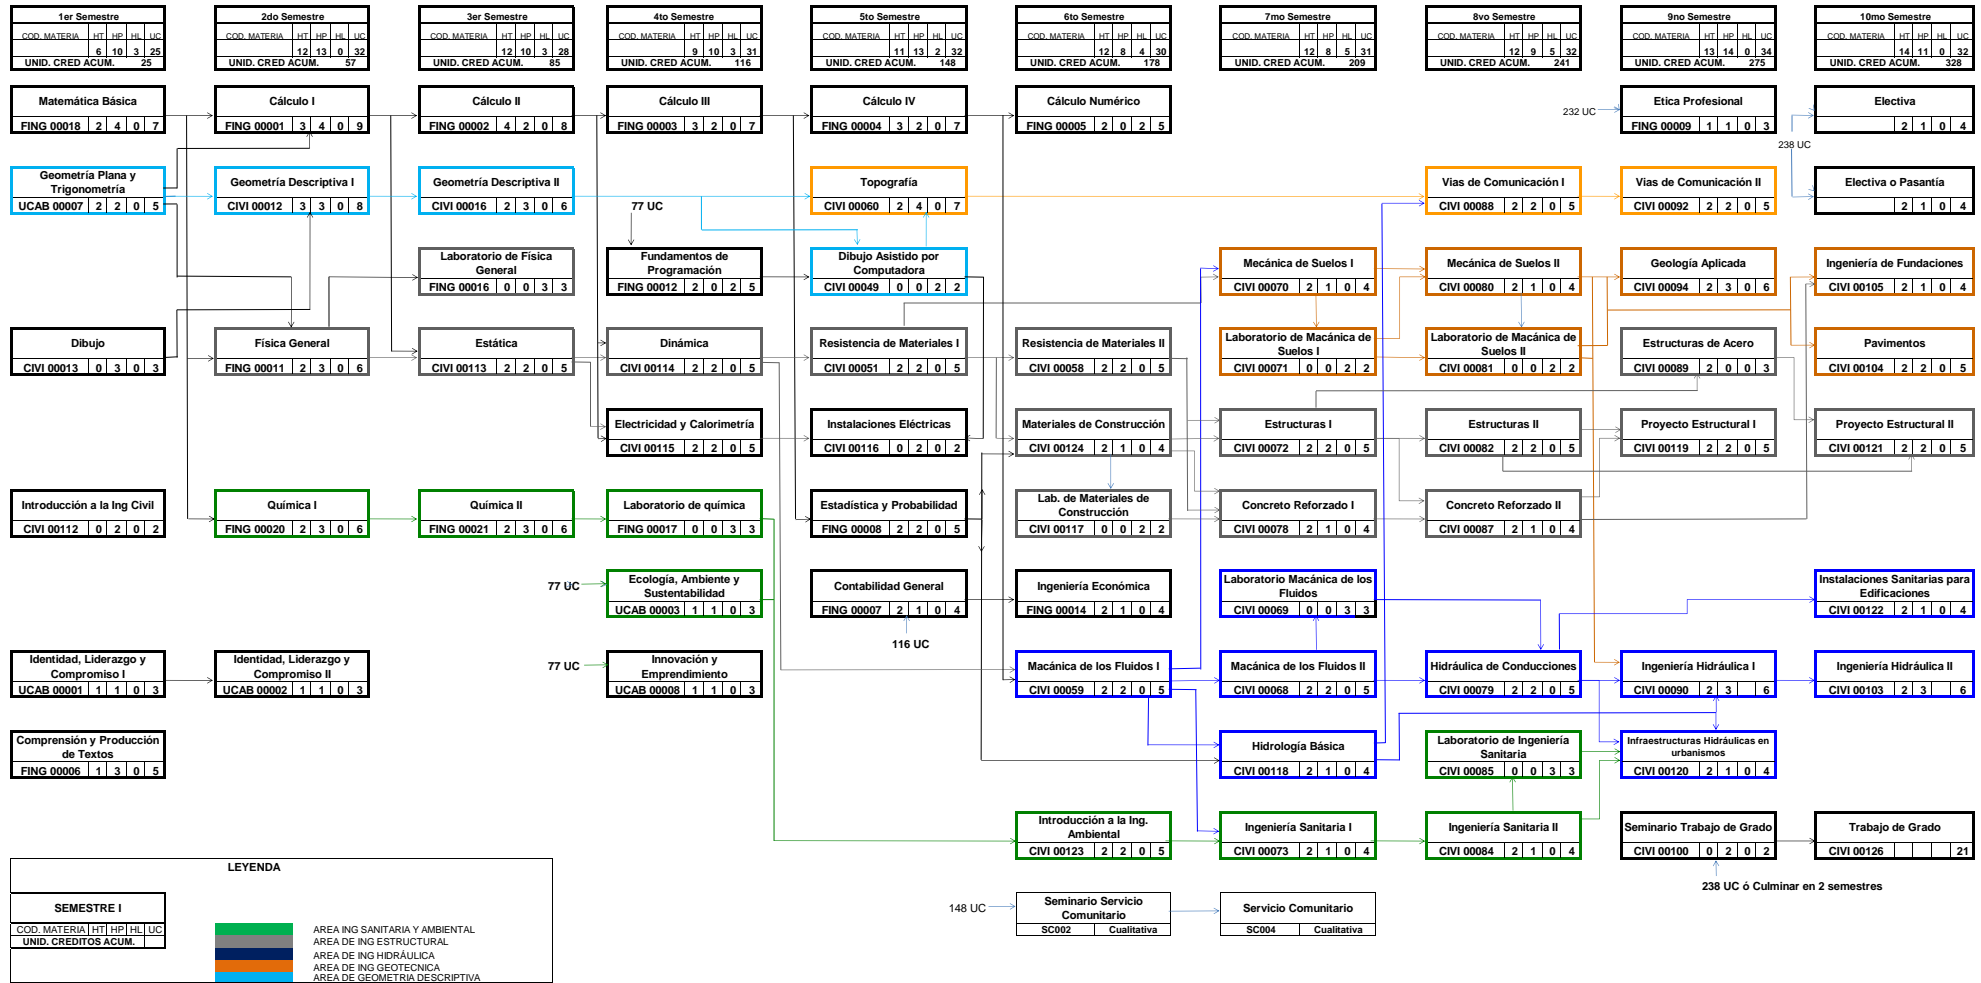 1er Semestre
COD. MATERIA HT HP HL UC
6 10 3 25
UNID. CRED ACUM. 25
2do Semestre
COD. MATERIA HT HP HL UC
12 13 0 32
UNID. CRED ACUM. 57
3er Semestre
COD. MATERIA HT HP HL UC
12 10 3 28
UNID. CRED ACUM. 85
4to Semestre
COD. MATERIA HT HP HL UC
9 10 3 31
UNID. CRED ACUM. 116
5to Semestre
COD. MATERIA HT HP HL UC
11 13 2 32
UNID. CRED ACUM. 148
6to Semestre
COD. MATERIA HT HP HL UC
12 8 4 30
UNID. CRED ACUM. 178
7mo Semestre
COD. MATERIA HT HP HL UC
12 8 5 31
UNID. CRED ACUM. 209
8vo Semestre
COD. MATERIA HT HP HL UC
12 9 5 32
UNID. CRED ACUM. 241
9no Semestre
COD. MATERIA HT HP HL UC
13 14 0 34
UNID. CRED ACUM. 275
10mo Semestre
COD. MATERIA HT HP HL UC
14 11 0 32
UNID. CRED ACUM. 328
Matemática Básica
FING 00018 2 4 0 7
Cálculo I
FING 00001 3 4 0 9
Cálculo II
FING 00002 4 2 0 8
Cálculo III
FING 00003 3 2 0 7
Cálculo IV
FING 00004 3 2 0 7
Cálculo Numérico
FING 00005 2 0 2 5
232 UC
Etica Profesional
FING 00009 1 1 0 3
Electiva
2 1 0 4
238 UC
Geometría Plana y
Trigonometría
UCAB 00007 2 2 0 5
Geometría Descriptiva I
CIVI 00012 3 3 0 8
Geometría Descriptiva II
CIVI 00016 2 3 0 6
77 UC
Topografía
CIVI 00060 2 4 0 7
Vias de Comunicación I
CIVI 00088 2 2 0 5
Vias de Comunicación II
CIVI 00092 2 2 0 5
Electiva o Pasantía
2 1 0 4
Laboratorio de Física
General
FING 00016 0 0 3 3
Fundamentos de
Programación
FING 00012 2 0 2 5
Dibujo Asistido por
Computadora
CIVI 00049 0 0 2 2
Mecánica de Suelos I
CIVI 00070 2 1 0 4
Mecánica de Suelos II
CIVI 00080 2 1 0 4
Geología Aplicada
CIVI 00094 2 3 0 6
Ingeniería de Fundaciones
CIVI 00105 2 1 0 4
Dibujo
CIVI 00013 0 3 0 3
Física General
FING 00011 2 3 0 6
Estática
CIVI 00113 2 2 0 5
Dinámica
CIVI 00114 2 2 0 5
Resistencia de Materiales I
CIVI 00051 2 2 0 5
Resistencia de Materiales II
CIVI 00058 2 2 0 5
Laboratorio de Macánica de
Suelos I
CIVI 00071 0 0 2 2
Laboratorio de Macánica de
Suelos II
CIVI 00081 0 0 2 2
Estructuras de Acero
CIVI 00089 2 0 0 3
Pavimentos
CIVI 00104 2 2 0 5
Electricidad y Calorimetría
CIVI 00115 2 2 0 5
Instalaciones Eléctricas
CIVI 00116 0 2 0 2
Materiales de Construcción
CIVI 00124 2 1 0 4
Estructuras I
CIVI 00072 2 2 0 5
Estructuras II
CIVI 00082 2 2 0 5
Proyecto Estructural I
CIVI 00119 2 2 0 5
Proyecto Estructural II
CIVI 00121 2 2 0 5
Introducción a la Ing Civil
CIVI 00112 0 2 0 2
Química I
FING 00020 2 3 0 6
Química II
FING 00021 2 3 0 6
Laboratorio de química
FING 00017 0 0 3 3
Estadística y Probabilidad
FING 00008 2 2 0 5
Lab. de Materiales de
Construcción
CIVI 00117 0 0 2 2
Concreto Reforzado I
CIVI 00078 2 1 0 4
Concreto Reforzado II
CIVI 00087 2 1 0 4
77 UC
Ecología, Ambiente y
Sustentabilidad
UCAB 00003 1 1 0 3
Contabilidad General
FING 00007 2 1 0 4
116 UC
Ingeniería Económica
FING 00014 2 1 0 4
Laboratorio Macánica de los
Fluidos
CIVI 00069 0 0 3 3
Instalaciones Sanitarias para
Edificaciones
CIVI 00122 2 1 0 4
Identidad, Liderazgo y
Compromiso I
UCAB 00001 1 1 0 3
Identidad, Liderazgo y
Compromiso II
UCAB 00002 1 1 0 3
77 UC
Innovación y
Emprendimiento
UCAB 00008 1 1 0 3
Macánica de los Fluidos I
CIVI 00059 2 2 0 5
Macánica de los Fluidos II
CIVI 00068 2 2 0 5
Hidráulica de Conducciones
CIVI 00079 2 2 0 5
Ingeniería Hidráulica I
CIVI 00090 2 3 6
Ingeniería Hidráulica II
CIVI 00103 2 3 6
Comprensión y Producción
de Textos
FING 00006 1 3 0 5
Hidrología Básica
CIVI 00118 2 1 0 4
Laboratorio de Ingeniería
Sanitaria
CIVI 00085 0 0 3 3
Infraestructuras Hidráulicas en
urbanismos
CIVI 00120 2 1 0 4
Introducción a la Ing.
Ambiental
CIVI 00123 2 2 0 5
Ingeniería Sanitaria I
CIVI 00073 2 1 0 4
Ingeniería Sanitaria II
CIVI 00084 2 1 0 4
Seminario Trabajo de Grado
CIVI 00100 0 2 0 2
Trabajo de Grado
CIVI 00126 21
238 UC ó Culminar en 2 semestres
148 UC
Seminario Servicio
Comunitario
SC002 Cualitativa
Servicio Comunitario
SC004 Cualitativa
LEYENDA
SEMESTRE I
COD. MATERIA HT HP HL UC
UNID. CREDITOS ACUM.
AREA ING SANITARIA Y AMBIENTAL
AREA DE ING ESTRUCTURAL
AREA DE ING HIDRÁULICA
AREA DE ING GEOTECNICA
AREA DE GEOMETRIA DESCRIPTIVA